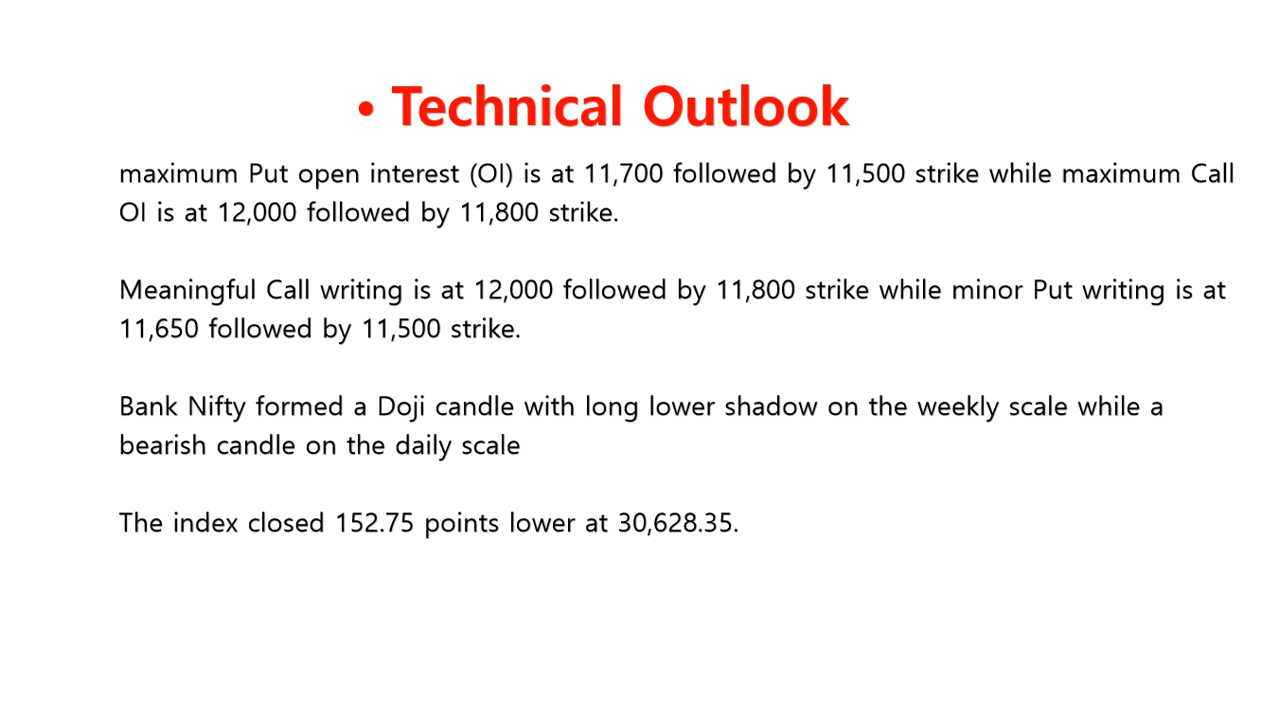 • Technical Outlook
maximum Put open interest (OI) is at 11,700 followed by 11,500 strike while maximum Call
OI is at 12,000 followed by 11,800 strike.
Meaningful Call writing is at 12,000 followed by 11,800 strike while minor Put writing is at
11,650 followed by 11,500 strike.
Bank Nifty formed a Doji candle with long lower shadow on the weekly scale while a
bearish candle on the daily scale
The index closed 152.75 points lower at 30,628.35.